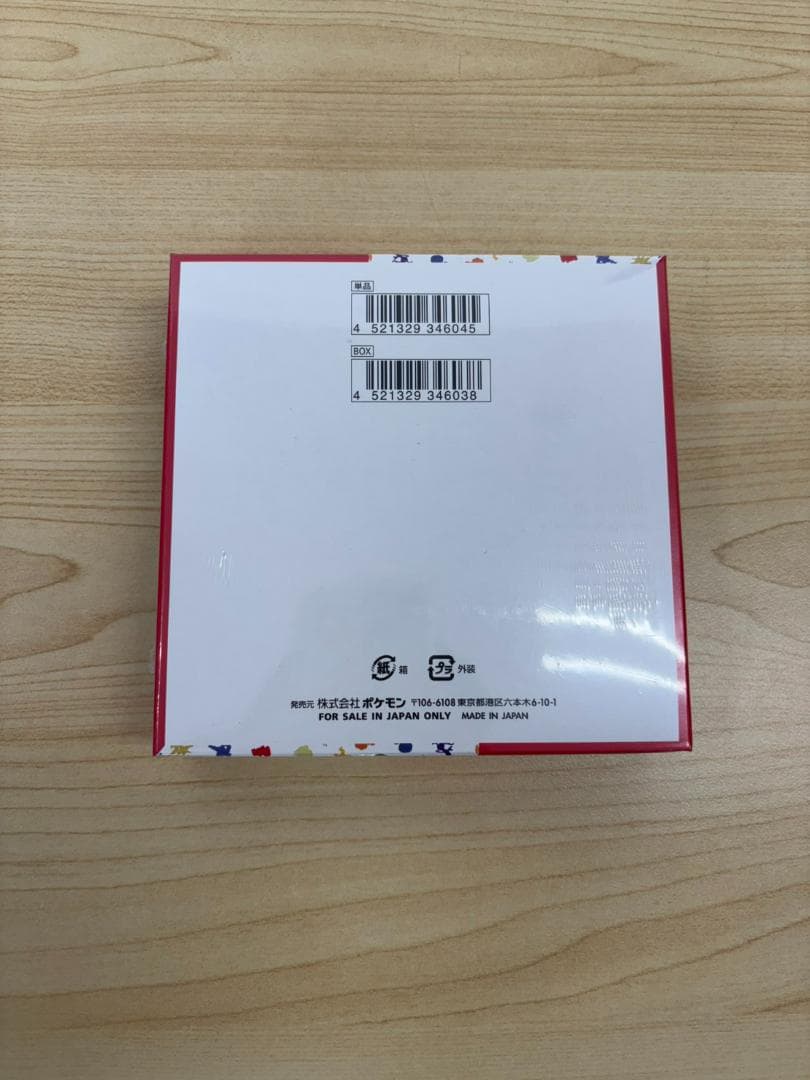 単品
4 521329 346045
BOX
4 521329 346038
紙 箱 プラ 外装
発売元 株式会社ポケモン 〒106-6108 東京都港区六本木6-10-1
FOR SALE IN JAPAN ONLY MADE IN JAPAN